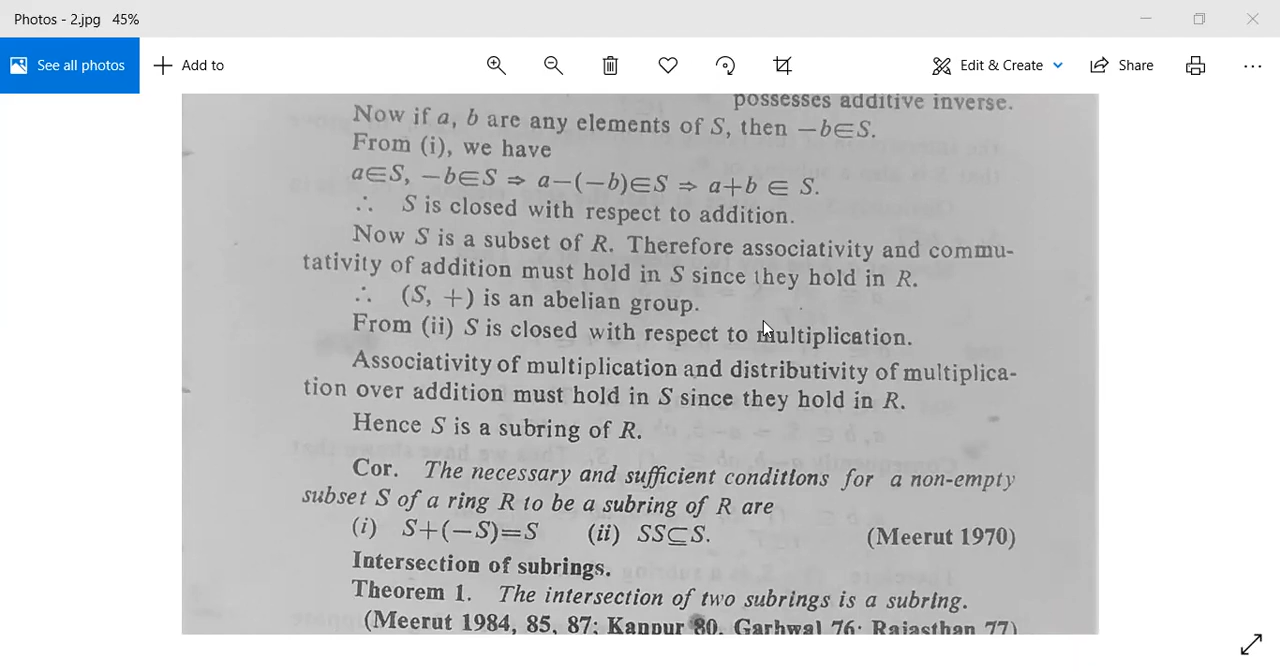 Photos - 2.jpg 45%
See all photos
Add to
Edit & Create
Share
possesses additive inverse.
Now if a, b are any elements of S, then −b∈S.
From (i), we have
a∈S, −b∈S ⇒ a−(−b)∈S ⇒ a+b ∈ S.
∴ S is closed with respect to addition.
Now S is a subset of R. Therefore associativity and commu-
tativity of addition must hold in S since they hold in R.
∴ (S, +) is an abelian group.
From (ii) S is closed with respect to multiplication.
Associativity of multiplication and distributivity of multiplica-
tion over addition must hold in S since they hold in R.
Hence S is a subring of R.
Cor. The necessary and sufficient conditions for a non-empty
subset S of a ring R to be a subring of R are
(i) S+(−S)=S (ii) SS⊆S. (Meerut 1970)
Intersection of subrings.
Theorem 1. The intersection of two subrings is a subring.
(Meerut 1984, 85, 87; Kanpur 80, Garhwal 76; Rajasthan 77)